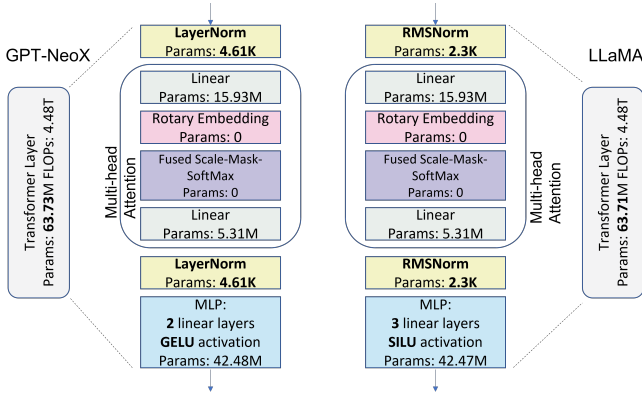 GPT-NeoX
Transformer Layer
Params: 63.73M FLOPs: 4.48T
LayerNorm
Params: 4.61K
Multi-head
Attention
Linear
Params: 15.93M
Rotary Embedding
Params: 0
Fused Scale-Mask-
SoftMax
Params: 0
Linear
Params: 5.31M
LayerNorm
Params: 4.61K
MLP:
2 linear layers
GELU activation
Params: 42.48M
RMSNorm
Params: 2.3K
Linear
Params: 15.93M
Rotary Embedding
Params: 0
Fused Scale-Mask-
SoftMax
Params: 0
Linear
Params: 5.31M
Multi-head
Attention
RMSNorm
Params: 2.3K
MLP:
3 linear layers
SILU activation
Params: 42.47M
LLaMA
Transformer Layer
Params: 63.71M FLOPs: 4.48T